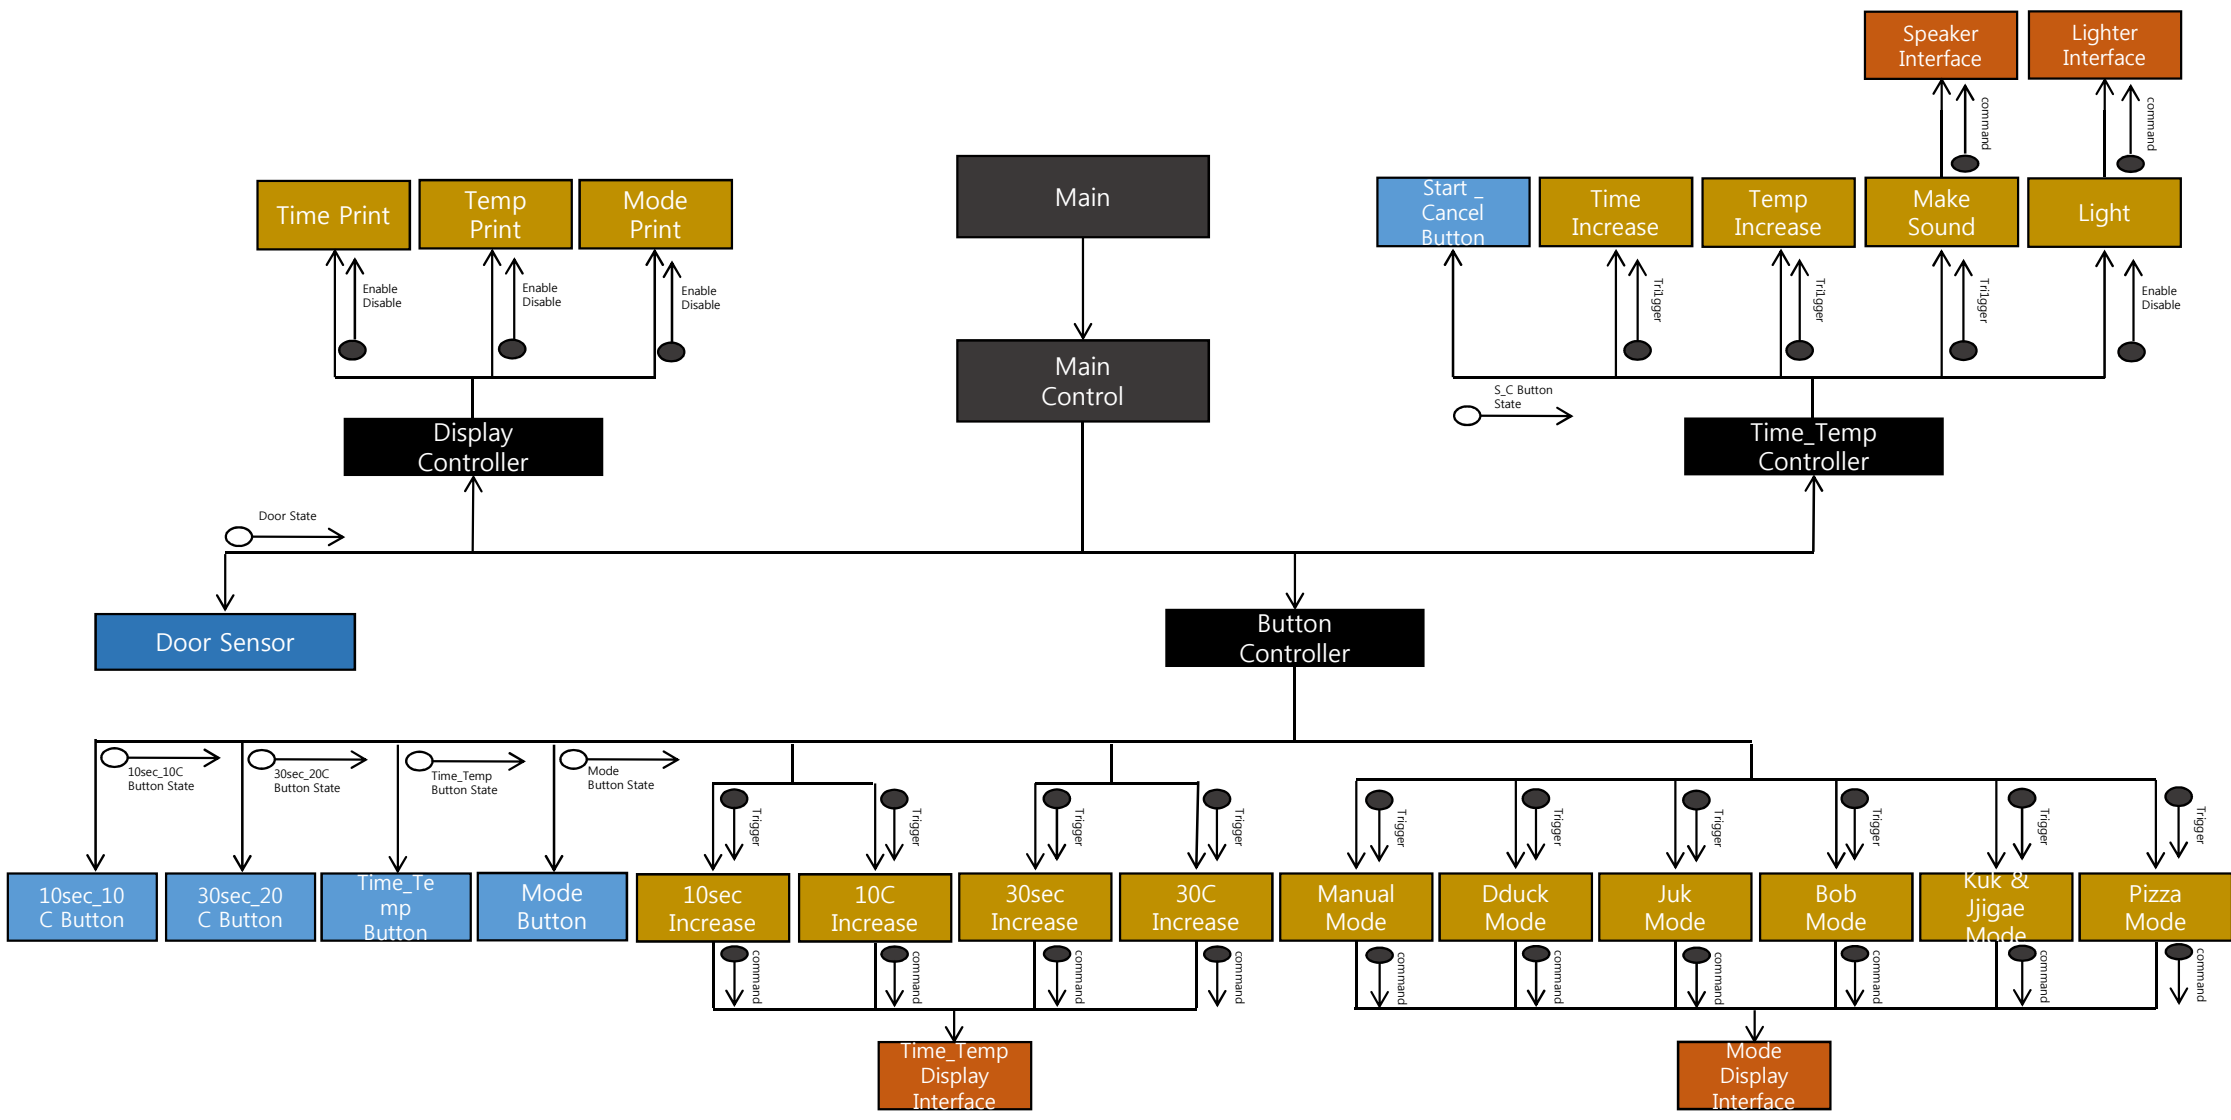 Speaker
Interface
Lighter
Interface
command
command
Time Print
Temp
Print
Mode
Print
Main
Start _
Cancel
Button
Time
Increase
Temp
Increase
Make
Sound
Light
Enable
Disable
Enable
Disable
Enable
Disable
Tri1gger
Tri1gger
Tri1gger
Enable
Disable
Main
Control
S_C Button
State
Display
Controller
Time_Temp
Controller
Door State
Door Sensor
Button
Controller
10sec_10C
Button State
30sec_20C
Button State
Time_Temp
Button State
Mode
Button State
Trigger
Trigger
Trigger
Trigger
Trigger
Trigger
Trigger
Trigger
Trigger
Trigger
10sec_10
C Button
30sec_20
C Button
Time_Te
mp
Button
Mode
Button
10sec
Increase
10C
Increase
30sec
Increase
30C
Increase
Manual
Mode
Dduck
Mode
Juk
Mode
Bob
Mode
Kuk &
Jjigae
Mode
Pizza
Mode
command
command
command
command
command
command
command
command
command
command
Time_Temp
Display
Interface
Mode
Display
Interface